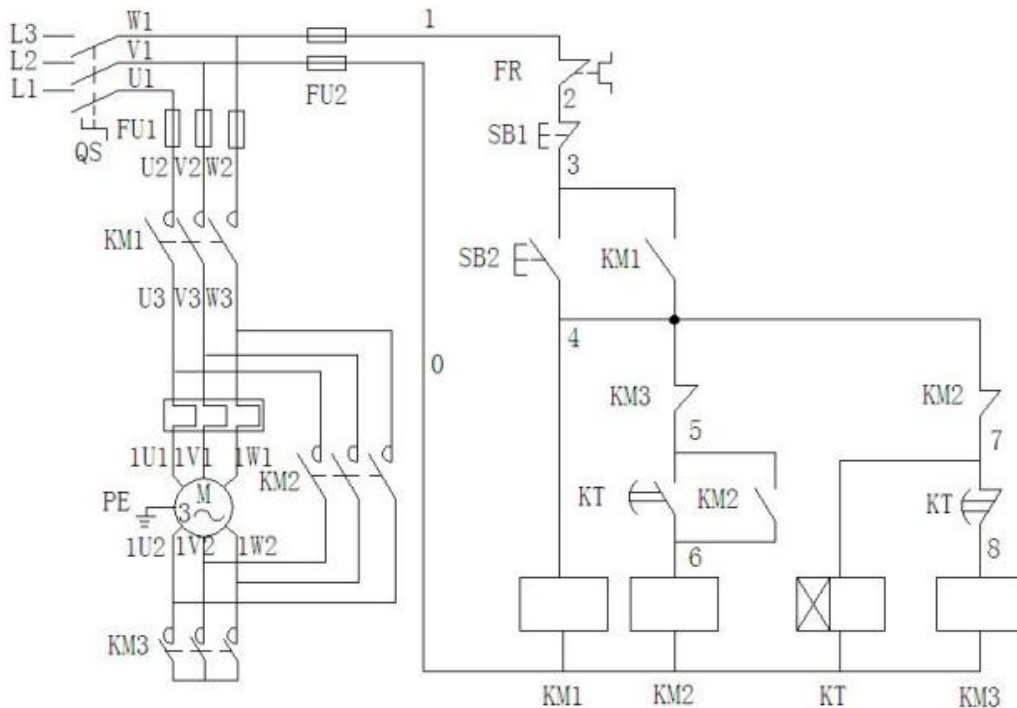 L3 W1 1
L2 V1
L1 U1
FU2
FR
2
FU1
QS
SB1
U2 V2 W2
3
KM1
SB2
KM1
U3 V3 W3
4
0
KM3
KM2
5
7
1U1 1V1 1W1
KM2
M
3
PE
KT
KM2
KT
1U2 1V2 1W2
6
8
KM3
KM1
KM2
KT
KM3